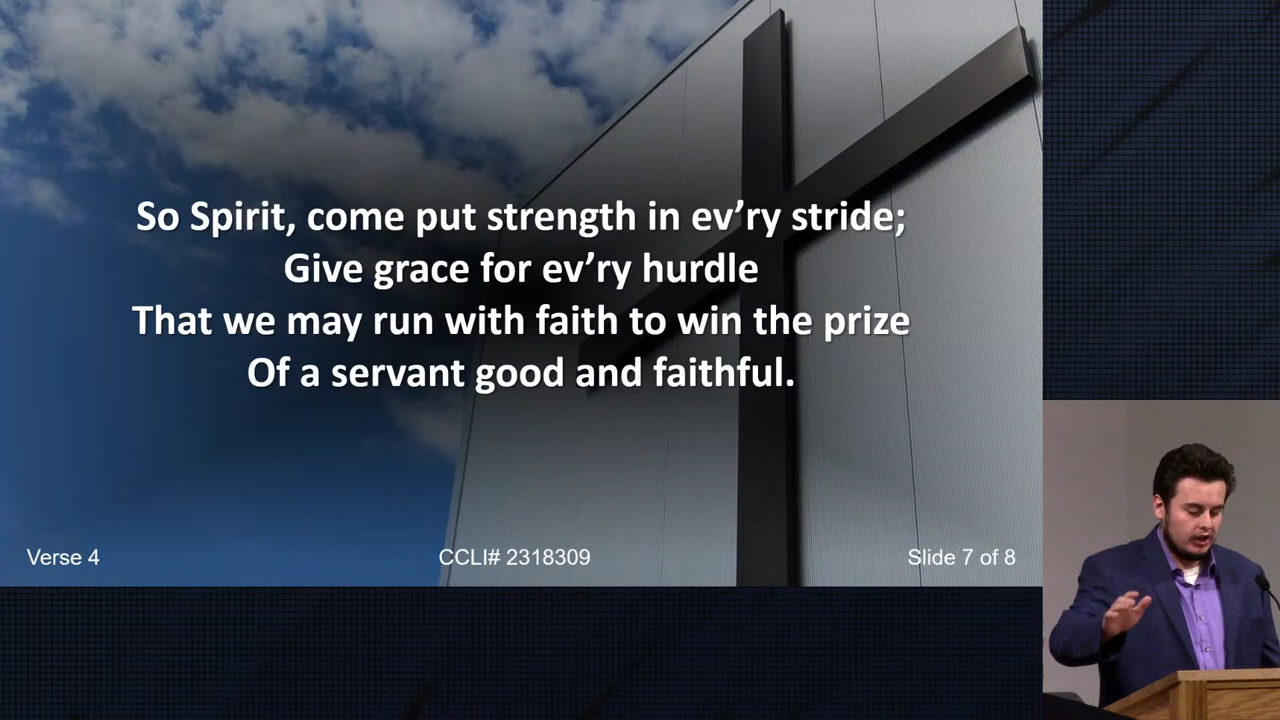 So Spirit, come put strength in ev’ry stride;
Give grace for ev’ry hurdle
That we may run with faith to win the prize
Of a servant good and faithful.
Verse 4
CCLI# 2318309
Slide 7 of 8